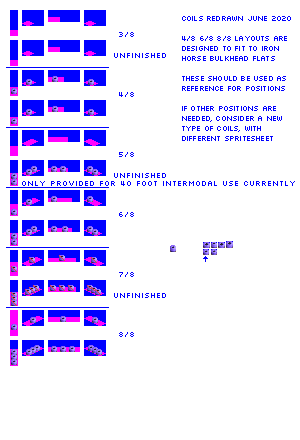 COILS REDRAWN JUNE 2020
3/8
4/8 6/8 8/8 LAYOUTS ARE
DESIGNED TO FIT TO IRON
HORSE BULKHEAD FLATS
UNFINISHED
THESE SHOULD BE USED AS
REFERENCE FOR POSITIONS
4/8
IF OTHER POSITIONS ARE
NEEDED, CONSIDER A NEW
TYPE OF COILS, WITH
DIFFERENT SPRITESHEET
5/8
UNFINISHED
ONLY PROVIDED FOR 40 FOOT INTERMODAL USE CURRENTLY
6/8
7/8
UNFINISHED
8/8